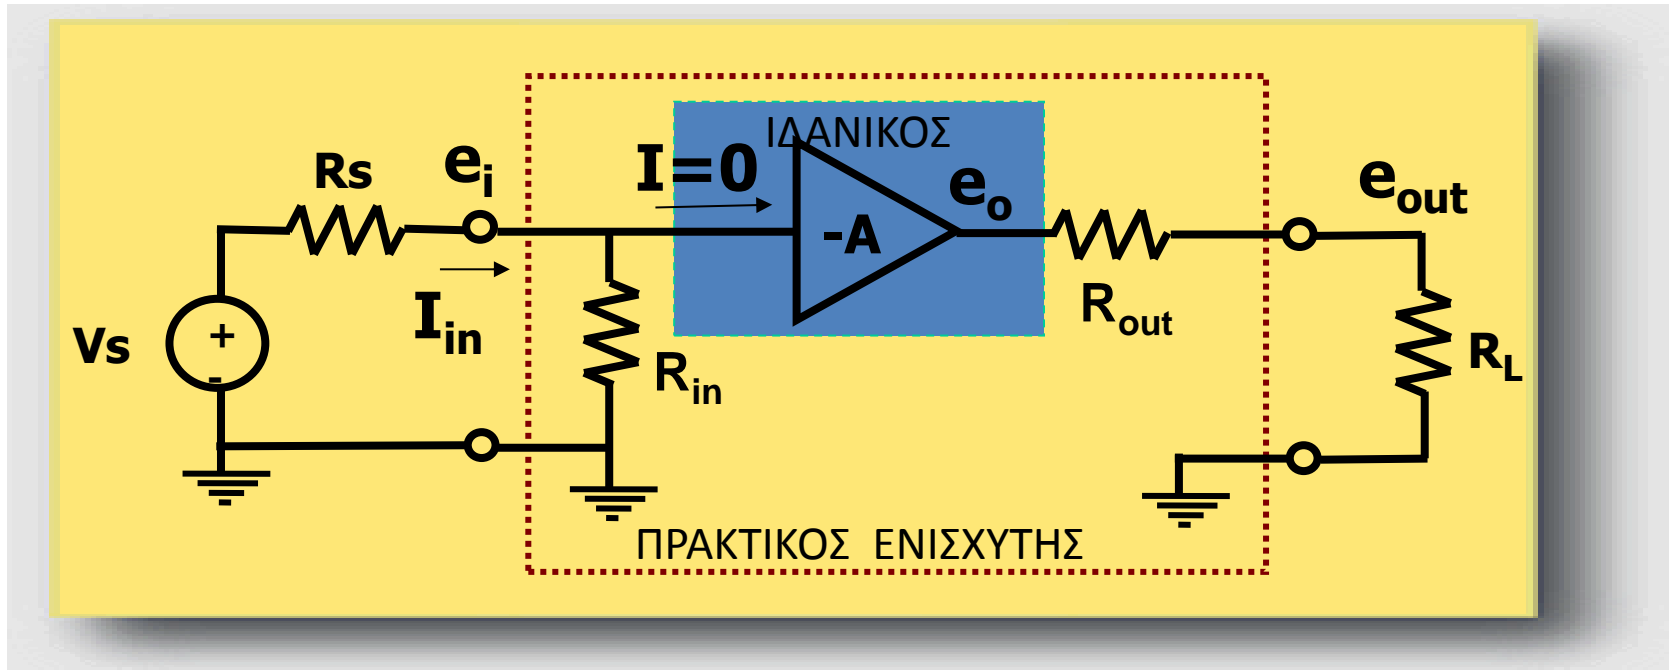 ΙΔΑΝΙΚΟΣ
Rs
ei
I=0
eo
eout
-A
Iin
Rout
Vs
+
-
Rin
RL
ΠΡΑΚΤΙΚΟΣ ΕΝΙΣΧΥΤΗΣ